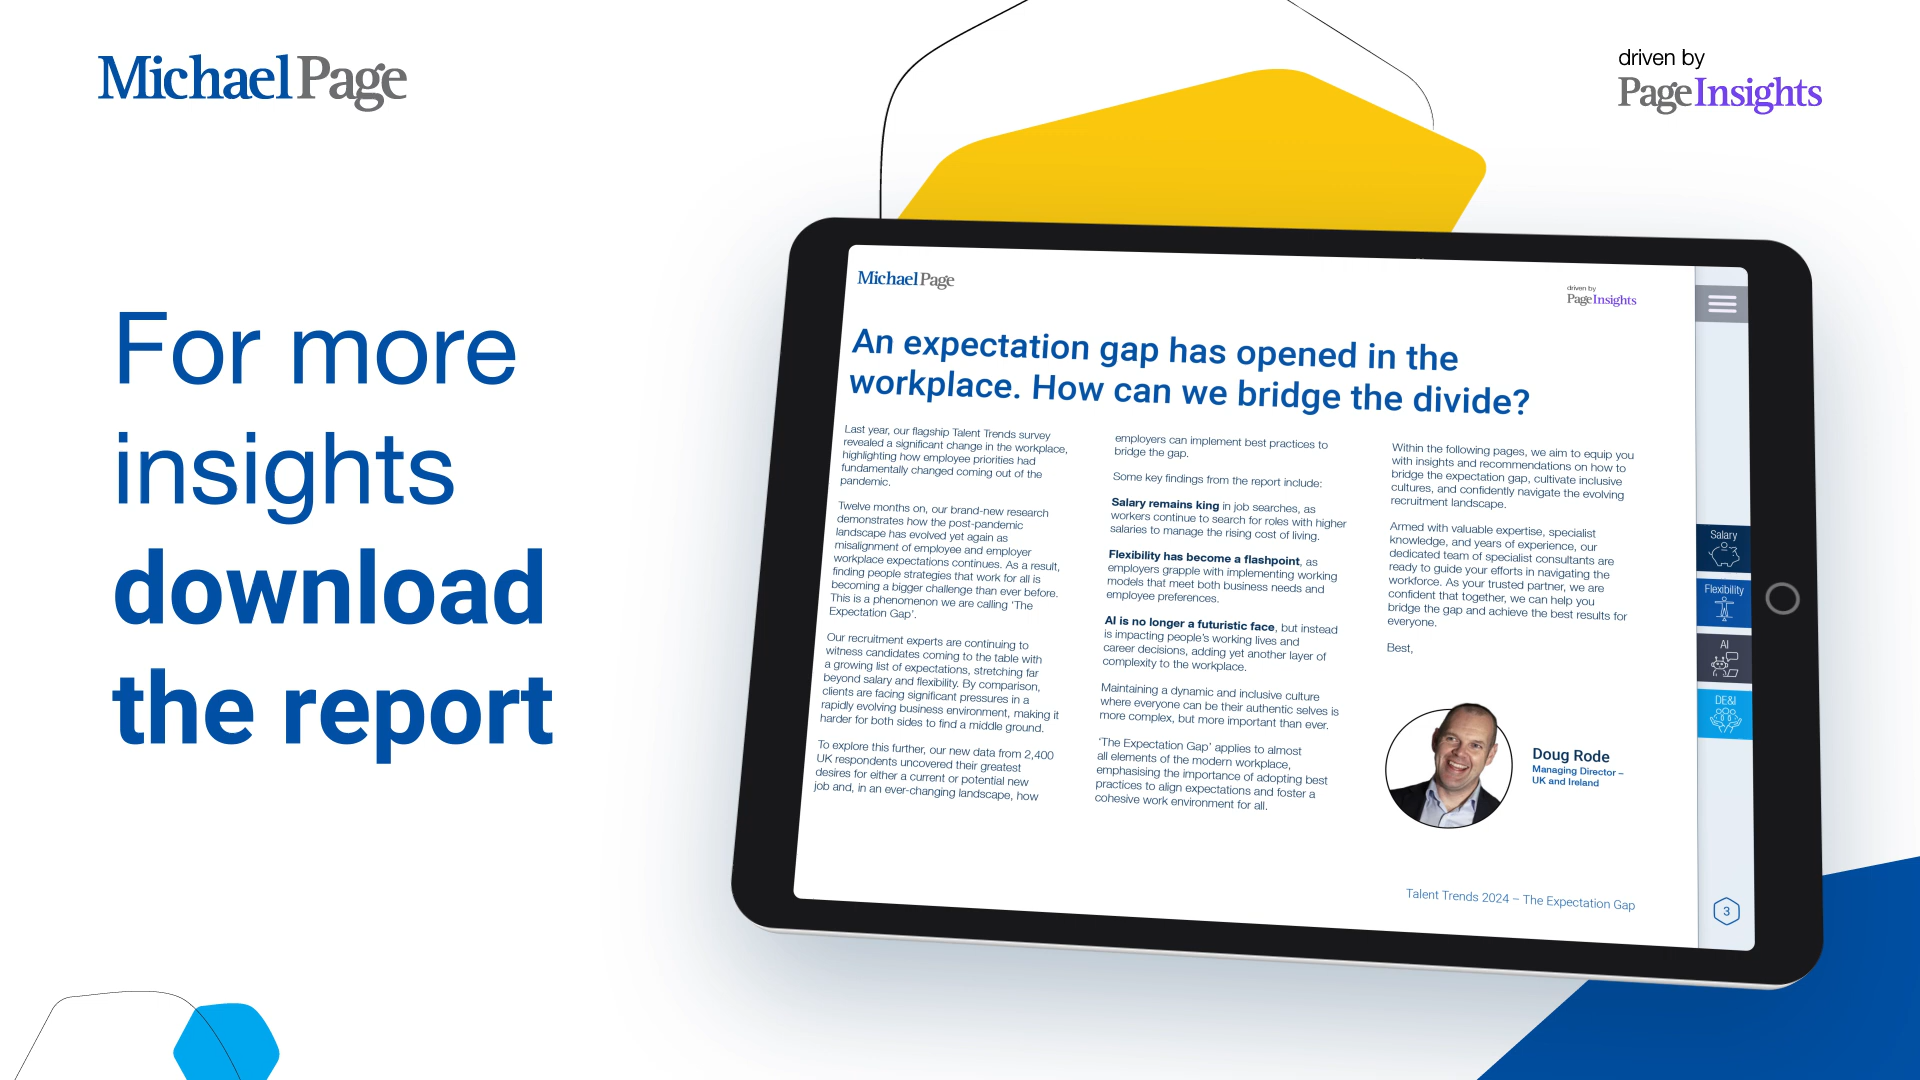 MichaelPage
driven by
PageInsights
For more
insights
download
the report
MichaelPage
driven by
PageInsights
An expectation gap has opened in the
workplace. How can we bridge the divide?
Last year, our flagship Talent Trends survey
revealed a significant change in the workplace,
highlighting how employee priorities had
fundamentally changed coming out of the
pandemic.
Twelve months on, our brand-new research
demonstrates how the post-pandemic
landscape has evolved yet again as
misalignment of employee and employer
workplace expectations continues. As a result,
finding people strategies that work for all is
becoming a bigger challenge than ever before.
This is a phenomenon we are calling ‘The
Expectation Gap’.
Our recruitment experts are continuing to
witness candidates coming to the table with
a growing list of expectations, stretching far
beyond salary and flexibility. By comparison,
clients are facing significant pressures in a
rapidly evolving business environment, making it
harder for both sides to find a middle ground.
To explore this further, our new data from 2,400
UK respondents uncovered their greatest
desires for either a current or potential new
job and, in an ever-changing landscape, how
employers can implement best practices to
bridge the gap.
Some key findings from the report include:
Salary remains king in job searches, as
workers continue to search for roles with higher
salaries to manage the rising cost of living.
Flexibility has become a flashpoint, as
employers grapple with implementing working
models that meet both business needs and
employee preferences.
AI is no longer a futuristic face, but instead
is impacting people’s working lives and
career decisions, adding yet another layer of
complexity to the workplace.
Maintaining a dynamic and inclusive culture
where everyone can be their authentic selves is
more complex, but more important than ever.
‘The Expectation Gap’ applies to almost
all elements of the modern workplace,
emphasising the importance of adopting best
practices to align expectations and foster a
cohesive work environment for all.
Within the following pages, we aim to equip you
with insights and recommendations on how to
bridge the expectation gap, cultivate inclusive
cultures, and confidently navigate the evolving
recruitment landscape.
Armed with valuable expertise, specialist
knowledge, and years of experience, our
dedicated team of specialist consultants are
ready to guide your efforts in navigating the
workforce. As your trusted partner, we are
confident that together, we can help you
bridge the gap and achieve the best results for
everyone.
Best,
Doug Rode
Managing Director –
UK and Ireland
Salary
Flexibility
AI
DE&I
Talent Trends 2024 – The Expectation Gap
3